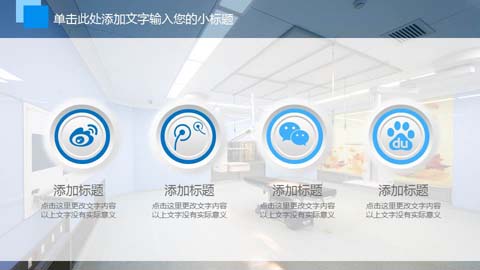 单击此处添加文字输入您的小标题
du
添加标题
点击这里更改文字内容
以上文字没有实际意义
添加标题
点击这里更改文字内容
以上文字没有实际意义
添加标题
点击这里更改文字内容
以上文字没有实际意义
添加标题
点击这里更改文字内容
以上文字没有实际意义